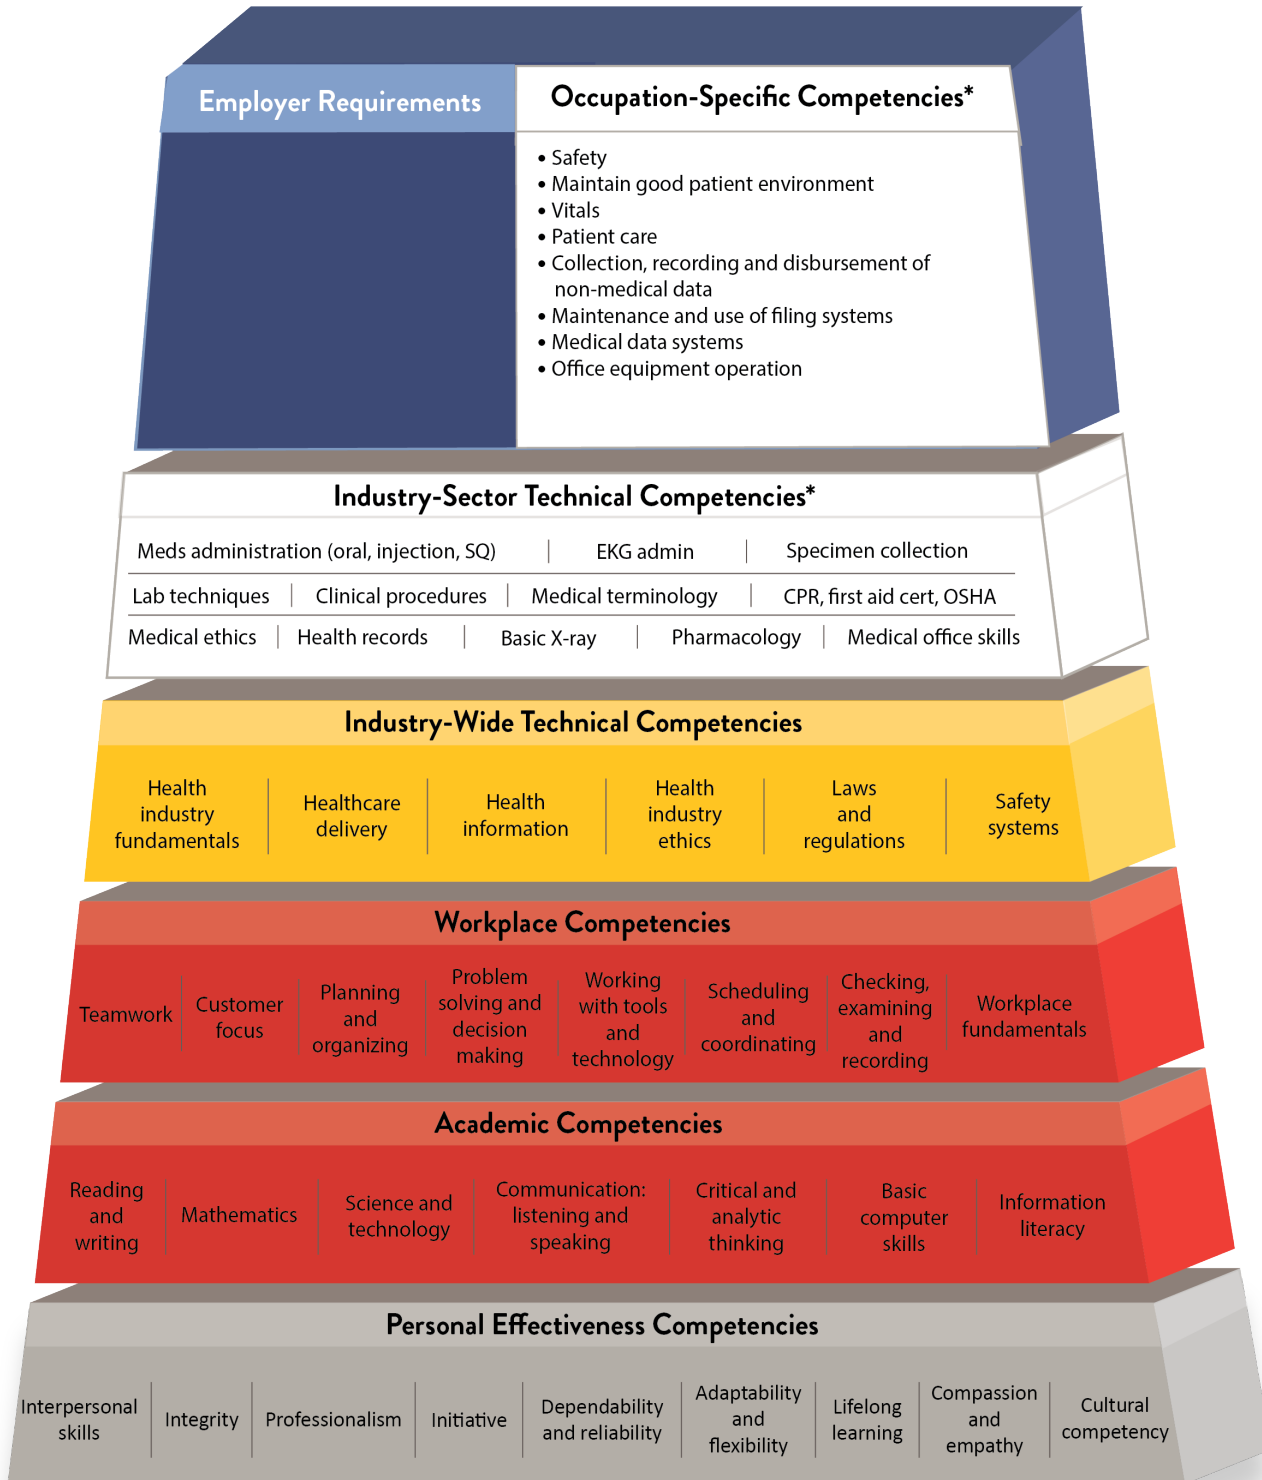 Employer Requirements
Occupation-Specific Competencies*
• Safety
• Maintain good patient environment
• Vitals
• Patient care
• Collection, recording and disbursement of
non-medical data
• Maintenance and use of filing systems
• Medical data systems
• Office equipment operation
Industry-Sector Technical Competencies*
Meds administration (oral, injection, SQ) | EKG admin | Specimen collection
Lab techniques | Clinical procedures | Medical terminology | CPR, first aid cert, OSHA
Medical ethics | Health records | Basic X-ray | Pharmacology | Medical office skills
Industry-Wide Technical Competencies
Health
industry
fundamentals
Healthcare
delivery
Health
information
Health
industry
ethics
Laws
and
regulations
Safety
systems
Workplace Competencies
Teamwork
Customer
focus
Planning
and
organizing
Problem
solving and
decision
making
Working
with tools
and
technology
Scheduling
and
coordinating
Checking,
examining
and
recording
Workplace
fundamentals
Academic Competencies
Reading
and
writing
Mathematics
Science and
technology
Communication:
listening and
speaking
Critical and
analytic
thinking
Basic
computer
skills
Information
literacy
Personal Effectiveness Competencies
Interpersonal
skills
Integrity
Professionalism
Initiative
Dependability
and reliability
Adaptability
and
flexibility
Lifelong
learning
Compassion
and
empathy
Cultural
competency